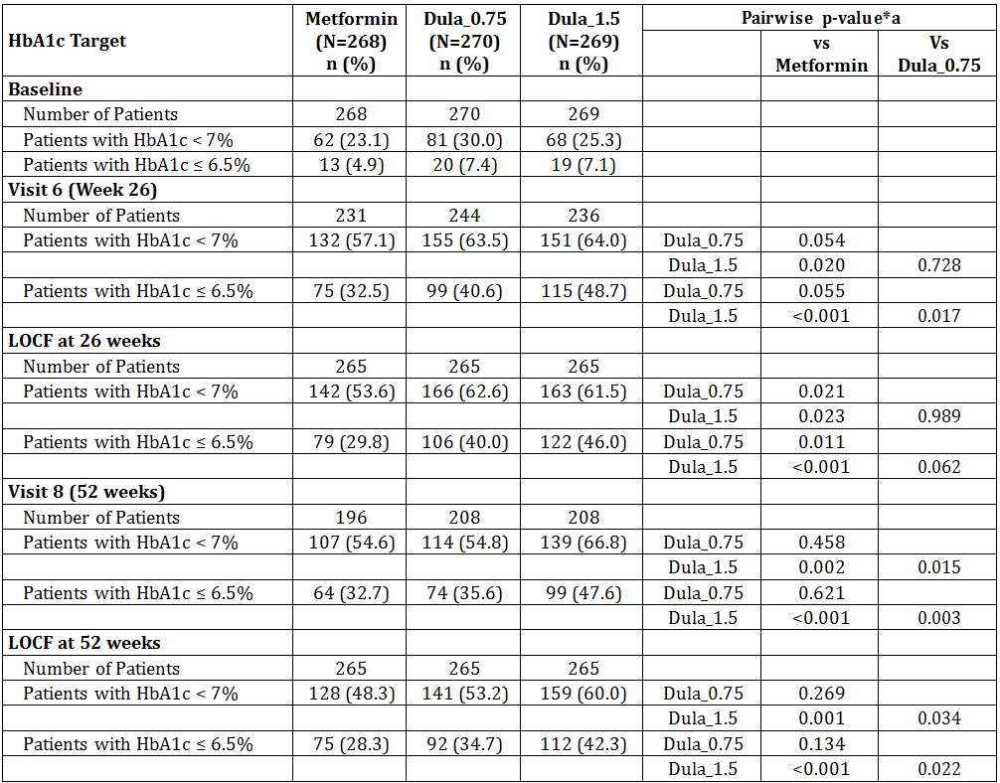 HbA1c Target Metformin (N=268) n (%) Dula_0.75 (N=270) n (%) Dula_1.5 (N=269) n (%) Pairwise p-value*a
vs Metformin Vs Dula_0.75
Baseline
Number of Patients 268 270 269
Patients with HbA1c < 7% 62 (23.1) 81 (30.0) 68 (25.3)
Patients with HbA1c ≤ 6.5% 13 (4.9) 20 (7.4) 19 (7.1)
Visit 6 (Week 26)
Number of Patients 231 244 236
Patients with HbA1c < 7% 132 (57.1) 155 (63.5) 151 (64.0) Dula_0.75 0.054
Dula_1.5 0.020 0.728
Patients with HbA1c ≤ 6.5% 75 (32.5) 99 (40.6) 115 (48.7) Dula_0.75 0.055
Dula_1.5 <0.001 0.017
LOCF at 26 weeks
Number of Patients 265 265 265
Patients with HbA1c < 7% 142 (53.6) 166 (62.6) 163 (61.5) Dula_0.75 0.021
Dula_1.5 0.023 0.989
Patients with HbA1c ≤ 6.5% 79 (29.8) 106 (40.0) 122 (46.0) Dula_0.75 0.011
Dula_1.5 <0.001 0.062
Visit 8 (52 weeks)
Number of Patients 196 208 208
Patients with HbA1c < 7% 107 (54.6) 114 (54.8) 139 (66.8) Dula_0.75 0.458
Dula_1.5 0.002 0.015
Patients with HbA1c ≤ 6.5% 64 (32.7) 74 (35.6) 99 (47.6) Dula_0.75 0.621
Dula_1.5 <0.001 0.003
LOCF at 52 weeks
Number of Patients 265 265 265
Patients with HbA1c < 7% 128 (48.3) 141 (53.2) 159 (60.0) Dula_0.75 0.269
Dula_1.5 0.001 0.034
Patients with HbA1c ≤ 6.5% 75 (28.3) 92 (34.7) 112 (42.3) Dula_0.75 0.134
Dula_1.5 <0.001 0.022